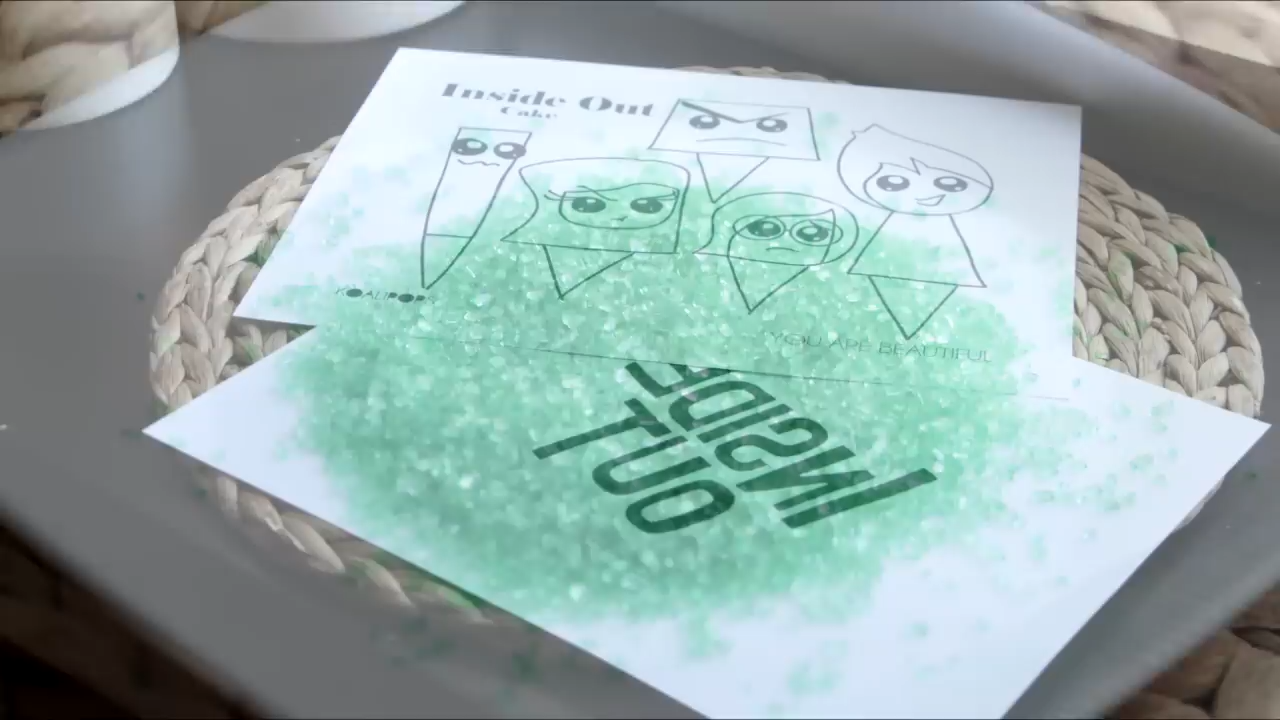 Inside Out
Cake
KOALIPOPS
YOU ARE BEAUTIFUL
INSIDE
OUT